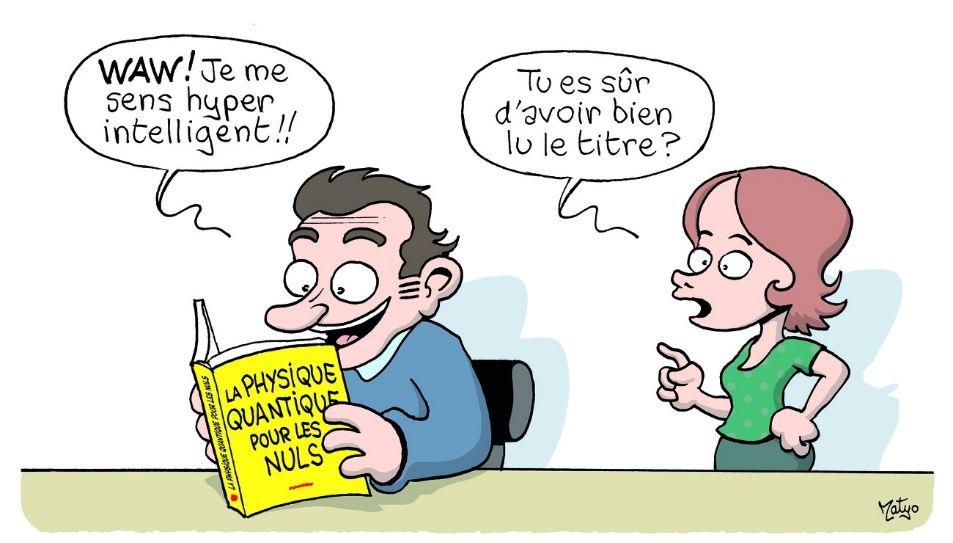 WAW! Je me
sens hyper
intelligent!!
Tu es sûr
d'avoir bien
lu le titre?
LA PHYSIQUE
QUANTIQUE
POUR LES
NULS
LA PHYSIQUE QUANTIQUE POUR LES NULS
Matyo